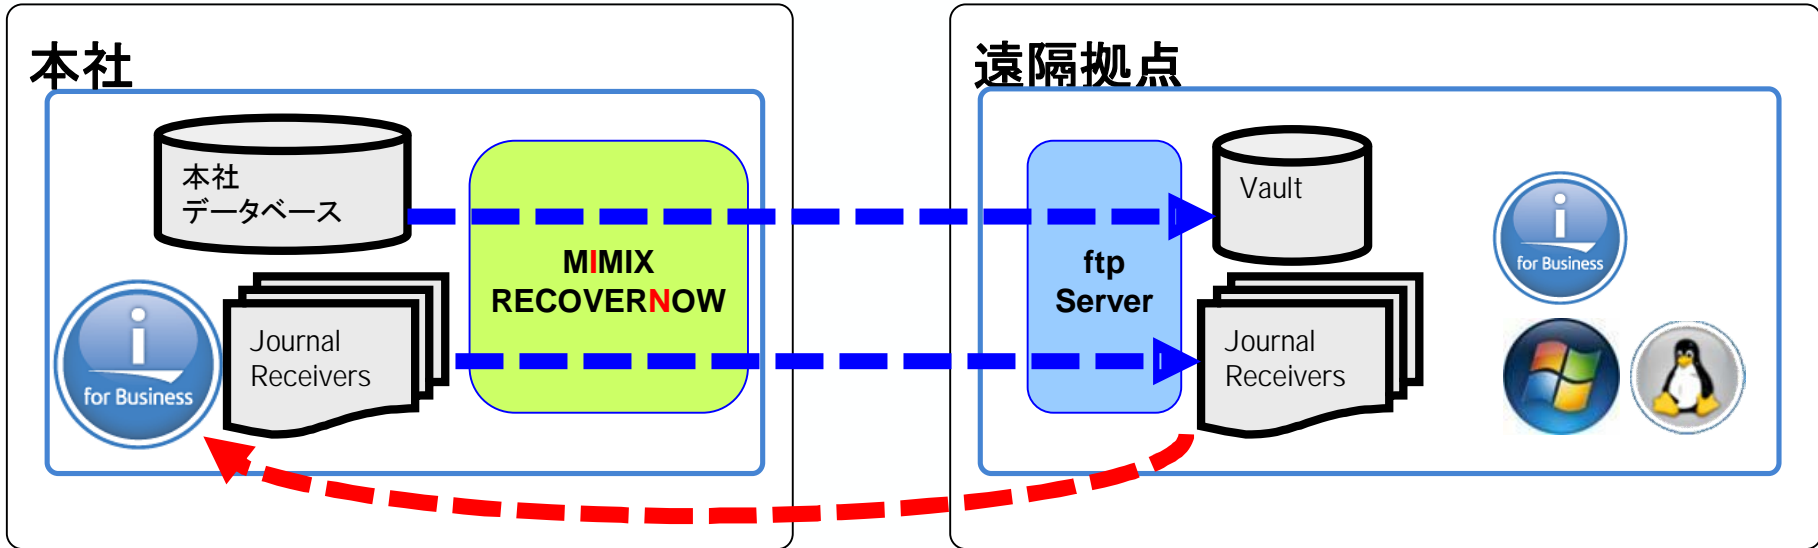 本社
本社
データベース
MIMIX
RECOVERNOW
i
for Business
Journal
Receivers
遠隔拠点
ftp
Server
Vault
Journal
Receivers
i
for Business